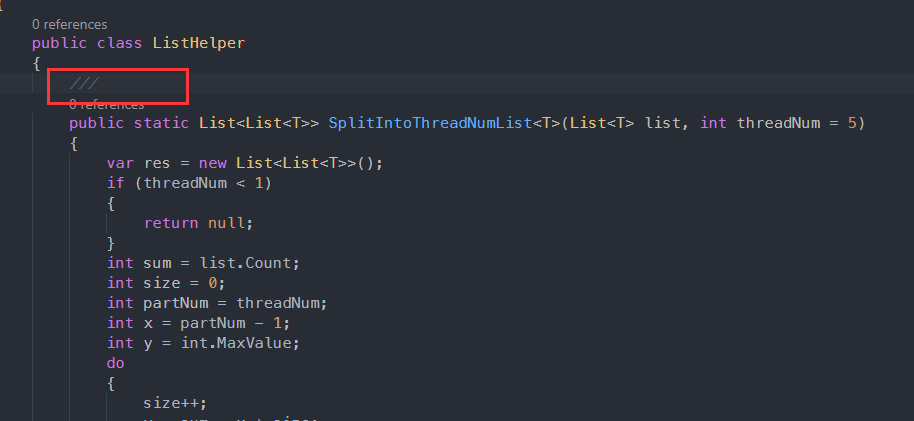 {
0 references
public class ListHelper
{
///
0 references
public static List<List<T>> SplitIntoThreadNumList<T>(List<T> list, int threadNum = 5)
{
var res = new List<List<T>>();
if (threadNum < 1)
{
return null;
}
int sum = list.Count;
int size = 0;
int partNum = threadNum;
int x = partNum - 1;
int y = int.MaxValue;
do
{
size++;